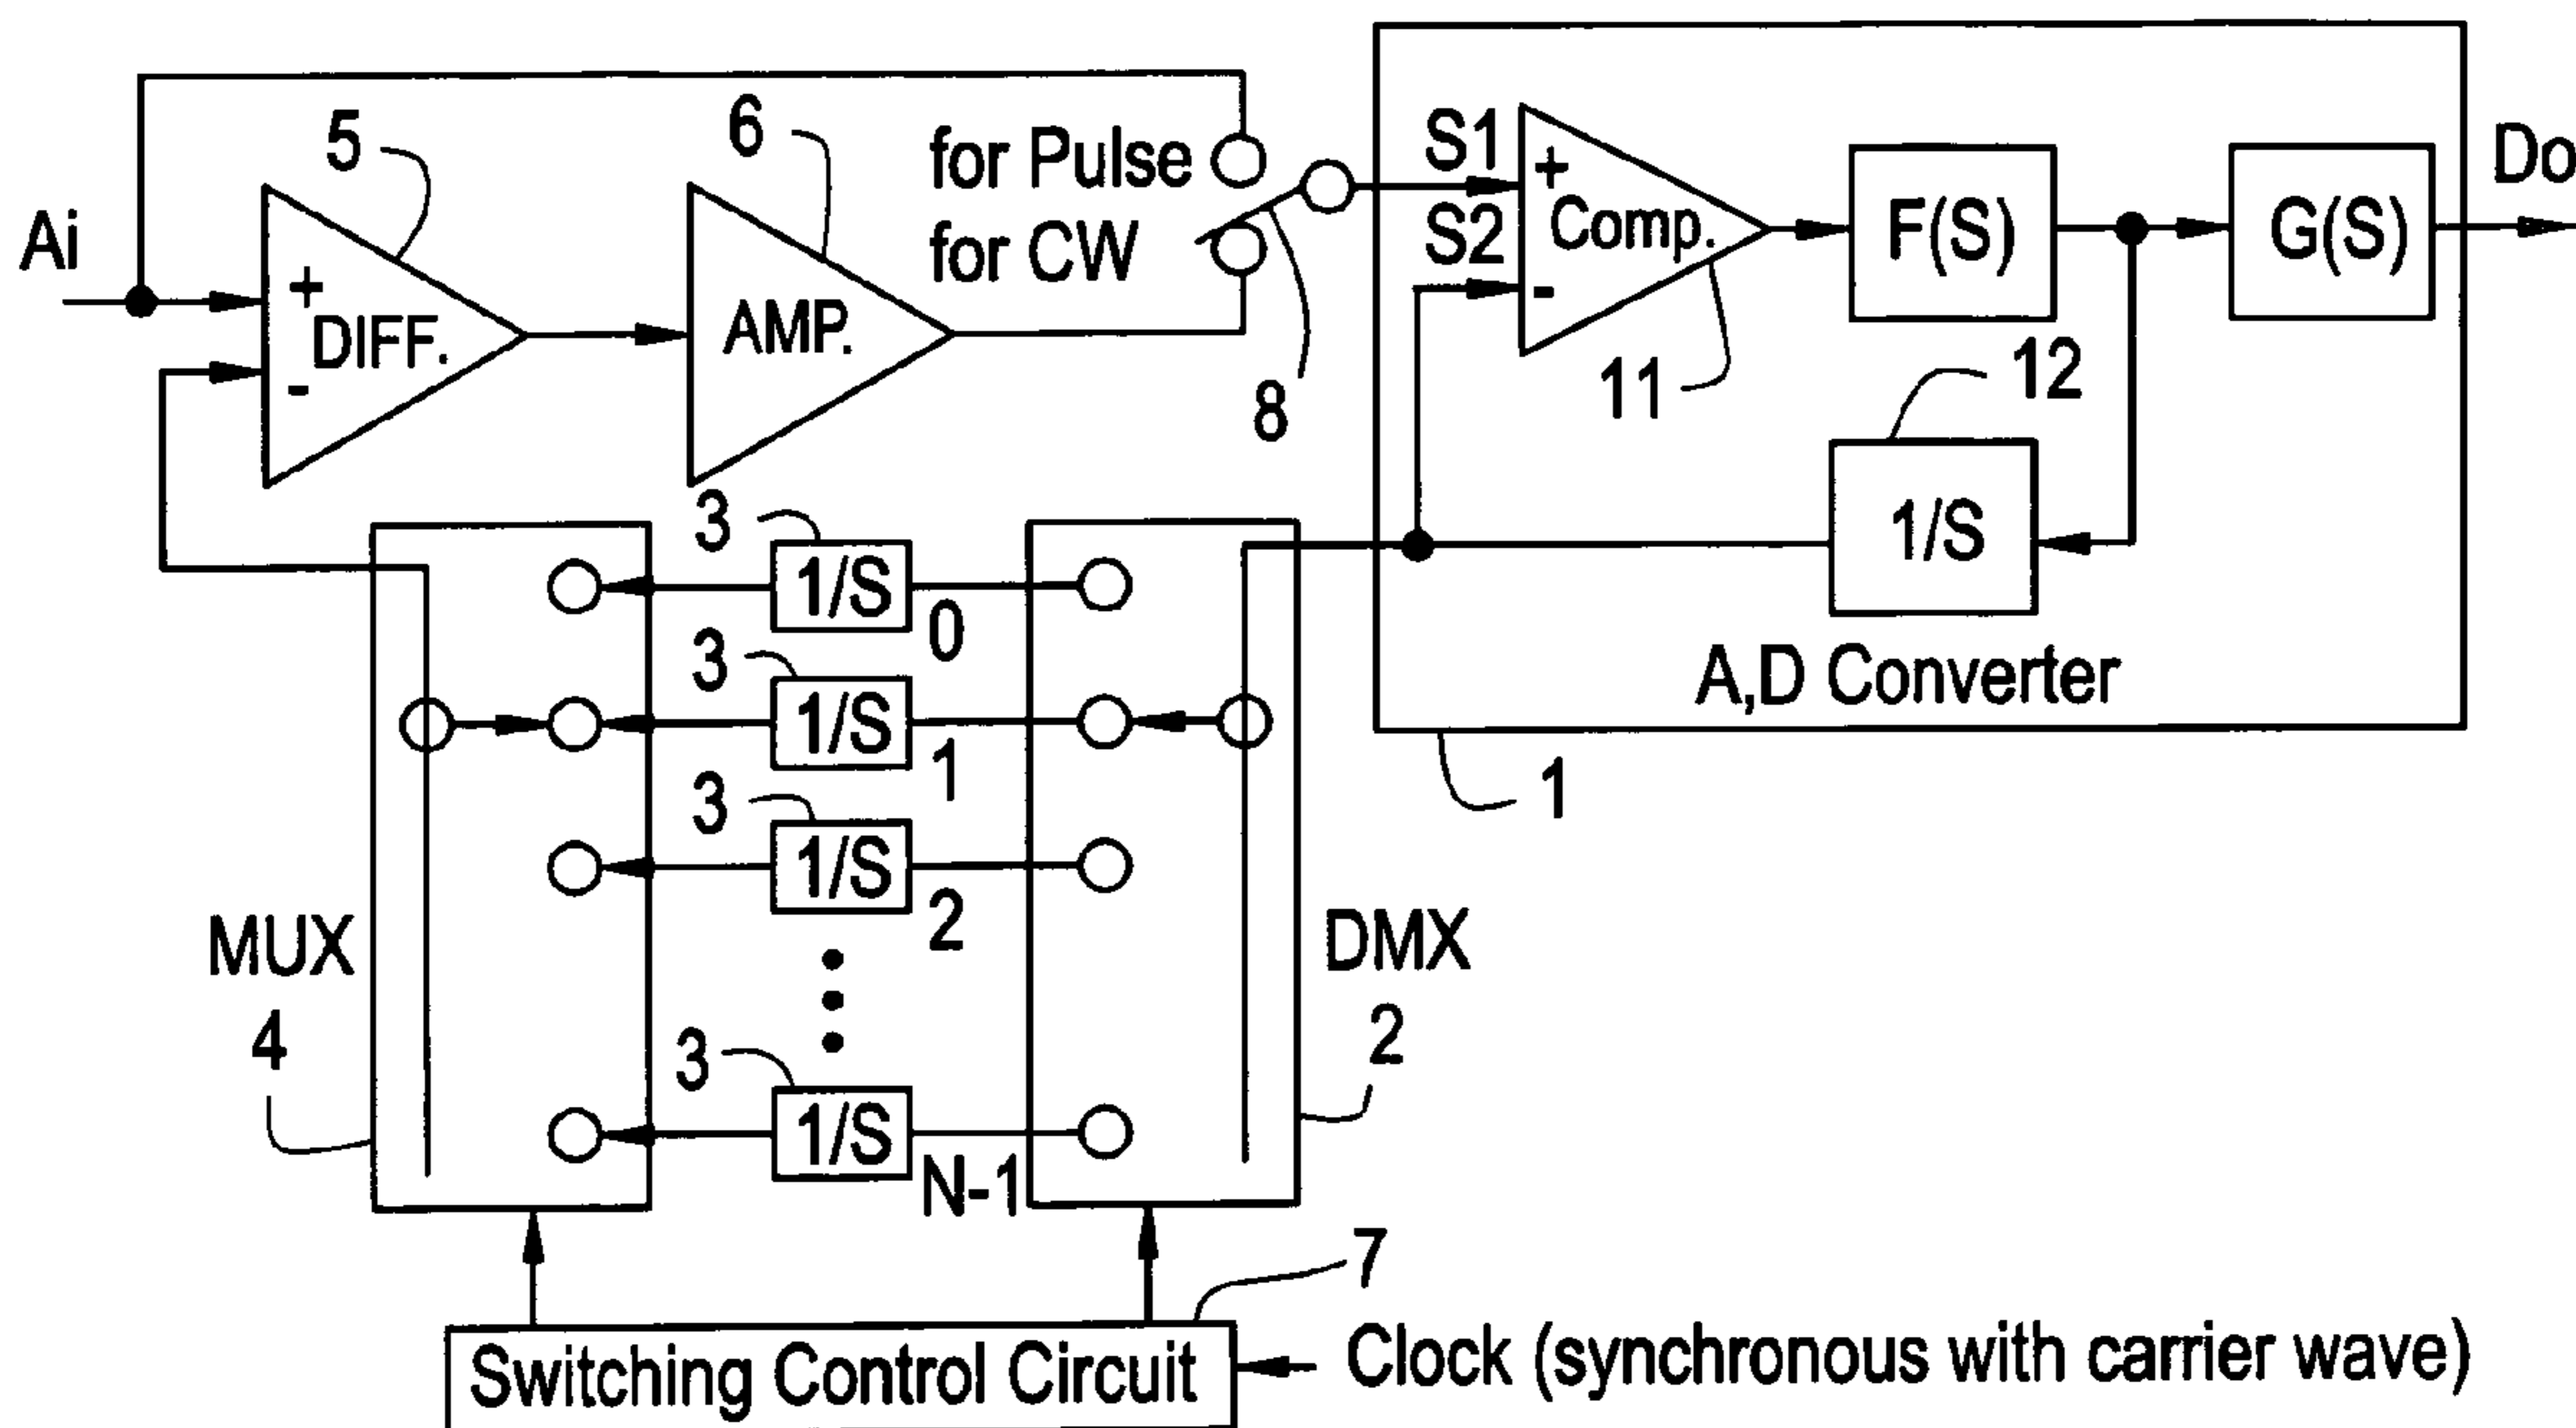 Ai
5
+
DIFF.
-
6
AMP.
for Pulse
for CW
8
S1
S2
+
Comp.
-
11
F(S)
G(S)
Do
12
1/S
A,D Converter
1
3
1/S
0
3
1/S
1
3
1/S
2
3
1/S
N-1
MUX
4
DMX
2
7
Switching Control Circuit
Clock (synchronous with carrier wave)